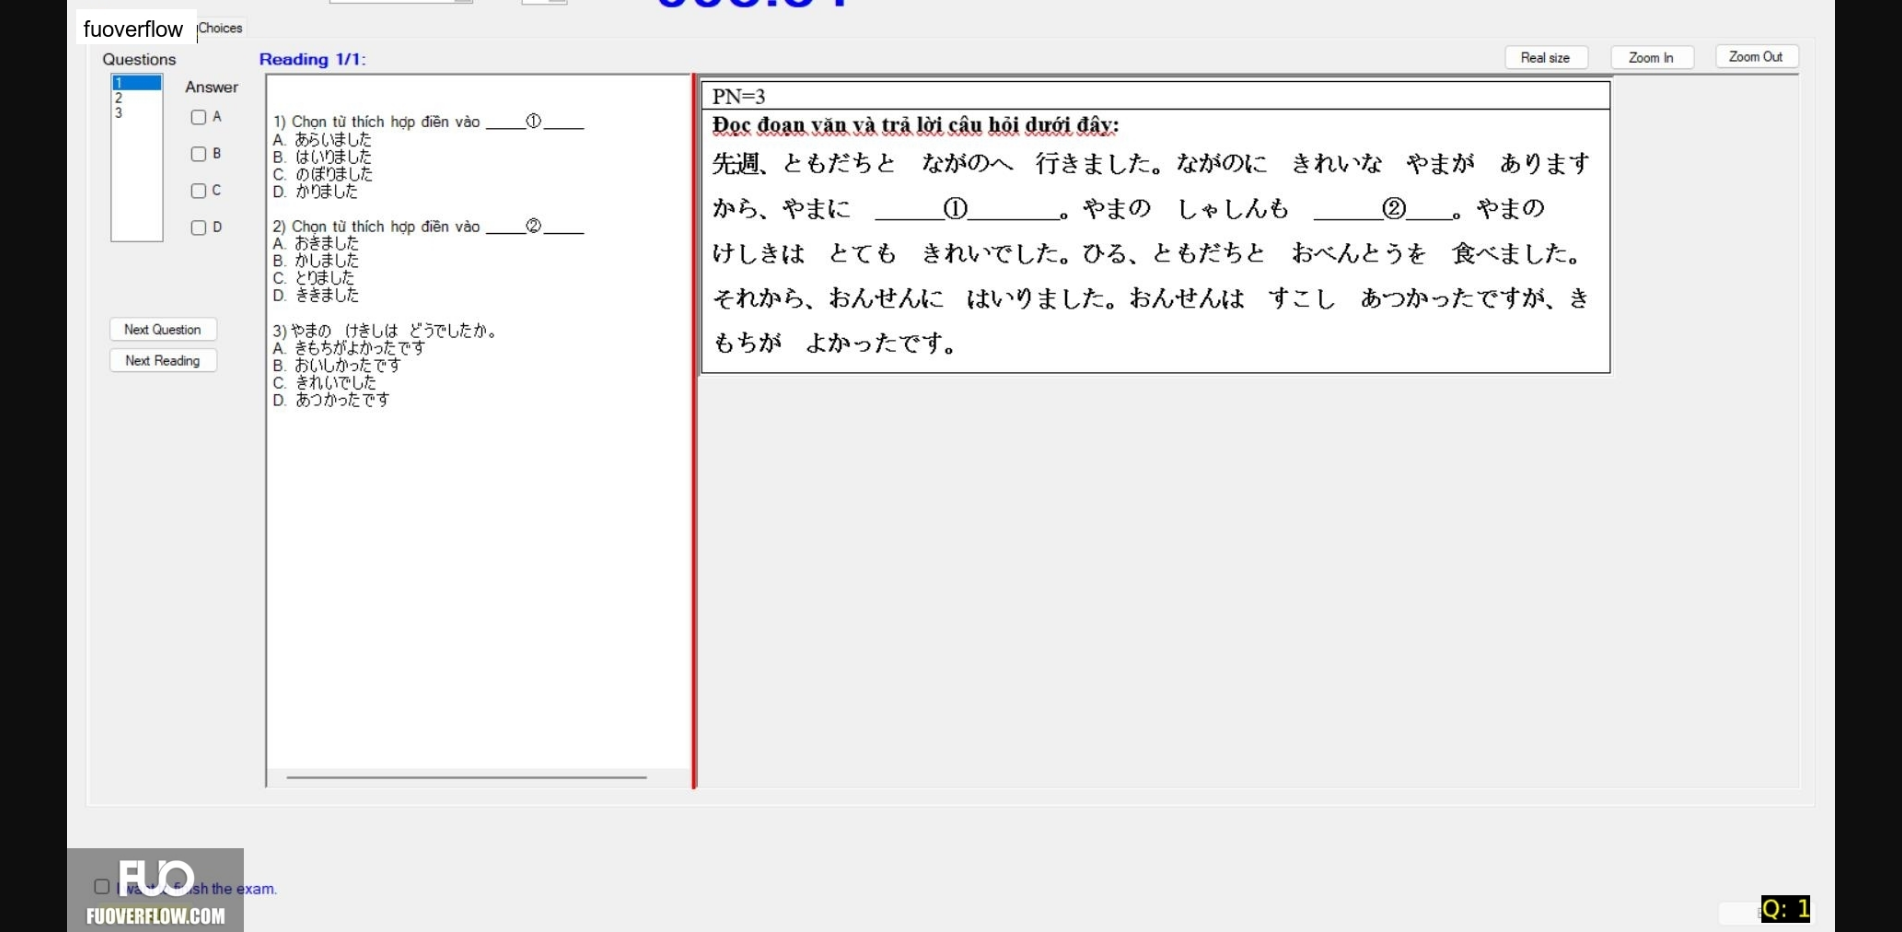 fuoverflow
Choices
Questions
Reading 1/1:
Real size
Zoom In
Zoom Out
1
2
3
Answer
A
B
C
D
Next Question
Next Reading
1) Chọn từ thích hợp điền vào _____①_____
A. あらいました
B. はいりました
C. のぼりました
D. かりました
2) Chọn từ thích hợp điền vào _____②_____
A. おきました
B. かしました
C. とりました
D. ききました
3) やまの けきしは どうでしたか。
A. きもちがよかったです
B. おいしかったです
C. きれいでした
D. あつかったです
PN=3
Đọc đoạn văn và trả lời câu hỏi dưới đây:
先週、ともだちと ながのへ 行きました。ながのに きれいな やまが あります
から、やまに ______①________。やまの しゃしんも ______②____。やまの
けしきは とても きれいでした。ひる、ともだちと おべんとうを 食べました。
それから、おんせんに はいりました。おんせんは すこし あつかったですが、き
もちが よかったです。
FUO
FUOVERFLOW.COM
the exam.
Q: 1